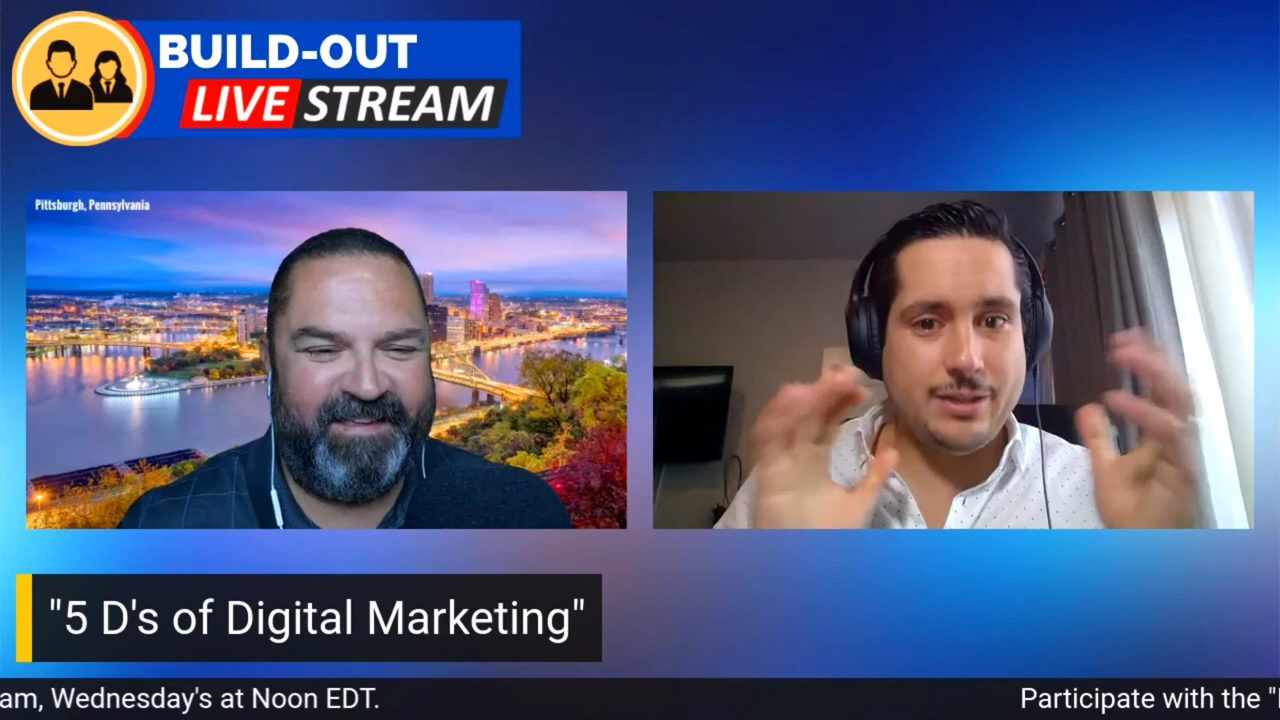 BUILD-OUT
LIVE STREAM
Pittsburgh, Pennsylvania
"5 D's of Digital Marketing"
am, Wednesday's at Noon EDT.
Participate with the "